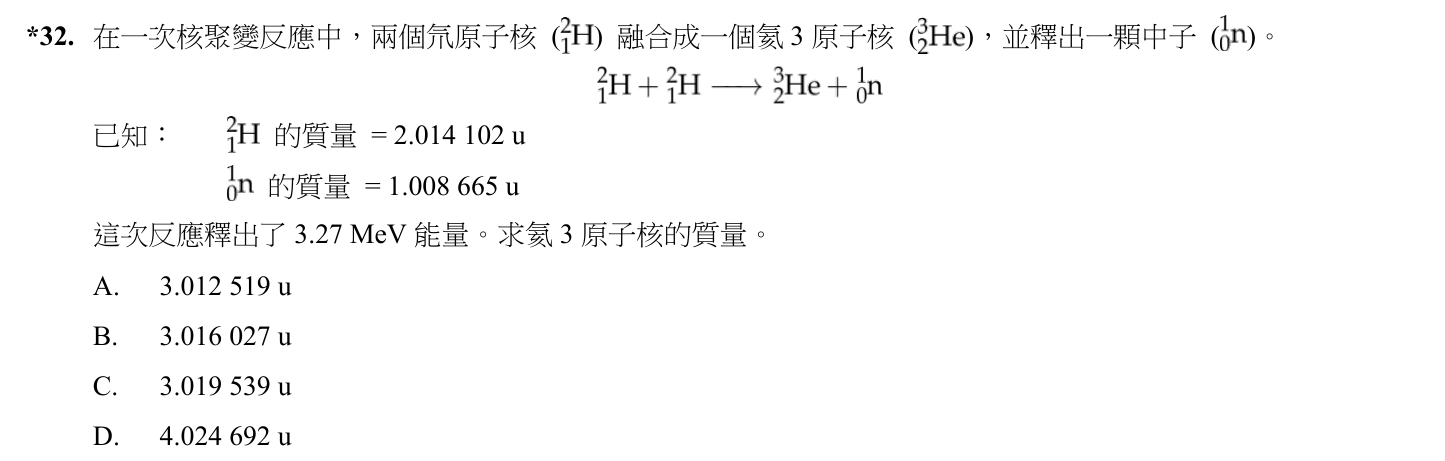 *32. 在一次核聚變反應中，兩個氘原子核 (²₁H) 融合成一個氦 3 原子核 (³₂He)，並釋出一顆中子 (¹₀n)。
²₁H + ²₁H ⟶ ³₂He + ¹₀n
已知： ²₁H 的質量 = 2.014 102 u
¹₀n 的質量 = 1.008 665 u
這次反應釋出了 3.27 MeV 能量。求氦 3 原子核的質量。
A. 3.012 519 u
B. 3.016 027 u
C. 3.019 539 u
D. 4.024 692 u